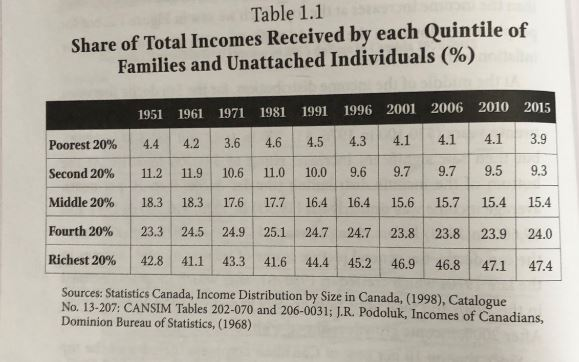 Table 1.1
Share of Total Incomes Received by each Quintile of
Families and Unattached Individuals (%)
1951 1961 1971 1981 1991 1996 2001 2006 2010 2015
Poorest 20% 4.4 4.2 3.6 4.6 4.5 4.3 4.1 4.1 4.1 3.9
Second 20% 11.2 11.9 10.6 11.0 10.0 9.6 9.7 9.7 9.5 9.3
Middle 20% 18.3 18.3 17.6 17.7 16.4 16.4 15.6 15.7 15.4 15.4
Fourth 20% 23.3 24.5 24.9 25.1 24.7 24.7 23.8 23.8 23.9 24.0
Richest 20% 42.8 41.1 43.3 41.6 44.4 45.2 46.9 46.8 47.1 47.4
Sources: Statistics Canada, Income Distribution by Size in Canada, (1998), Catalogue
No. 13-207: CANSIM Tables 202-070 and 206-0031; J.R. Podoluk, Incomes of Canadians,
Dominion Bureau of Statistics, (1968)